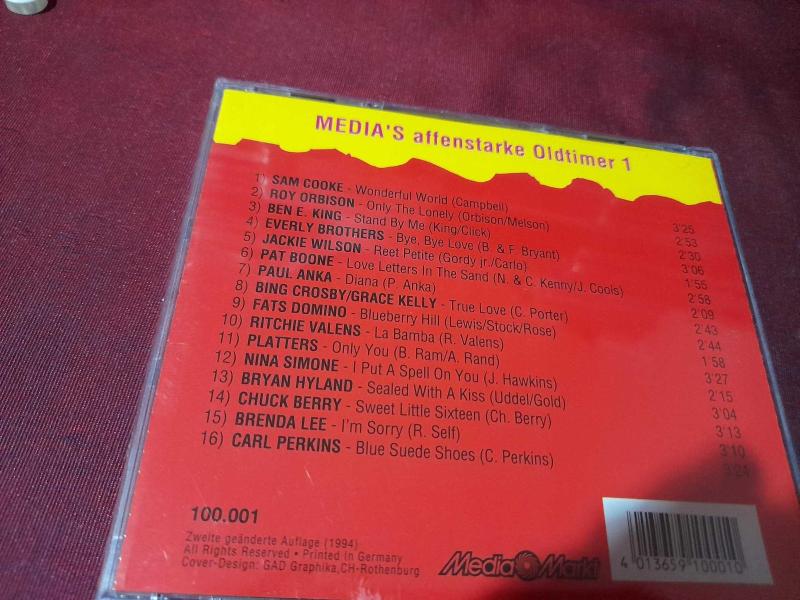 MEDIA'S affenstarke Oldtimer 1
1) SAM COOKE - Wonderful World (Campbell) 3'25
2) ROY ORBISON - Only The Lonely (Orbison/Melson) 2'53
3) BEN E. KING - Stand By Me (King/Click) 2'30
4) EVERLY BROTHERS - Bye, Bye Love (B. & F. Bryant) 3'06
5) JACKIE WILSON - Reet Petite (Gordy jr./Carlo) 1'55
6) PAT BOONE - Love Letters In The Sand (N. & C. Kenny/J. Cools) 2'58
7) PAUL ANKA - Diana (P. Anka) 2'09
8) BING CROSBY/GRACE KELLY - True Love (C. Porter) 2'43
9) FATS DOMINO - Blueberry Hill (Lewis/Stock/Rose) 2'44
10) RITCHIE VALENS - La Bamba (R. Valens) 1'58
11) PLATTERS - Only You (B. Ram/A. Rand) 3'27
12) NINA SIMONE - I Put A Spell On You (J. Hawkins) 2'15
13) BRYAN HYLAND - Sealed With A Kiss (Uddel/Gold) 3'04
14) CHUCK BERRY - Sweet Little Sixteen (Ch. Berry) 3'13
15) BRENDA LEE - I'm Sorry (R. Self) 3'10
16) CARL PERKINS - Blue Suede Shoes (C. Perkins) 3'24
100.001
Zweite geänderte Auflage (1994)
All Rights Reserved • Printed In Germany
Cover-Design: GAD Graphika,CH-Rothenburg
Media Markt
4 013659 100010